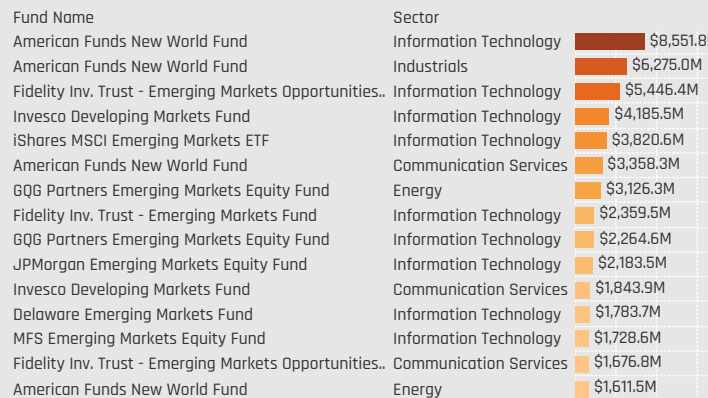 Fund Name Sector
American Funds New World Fund Information Technology $8,551.8
American Funds New World Fund Industrials $6,275.0M
Fidelity Inv. Trust - Emerging Markets Opportunities.. Information Technology $5,446.4M
Invesco Developing Markets Fund Information Technology $4,185.5M
iShares MSCI Emerging Markets ETF Information Technology $3,820.6M
American Funds New World Fund Communication Services $3,358.3M
GQG Partners Emerging Markets Equity Fund Energy $3,126.3M
Fidelity Inv. Trust - Emerging Markets Fund Information Technology $2,359.5M
GQG Partners Emerging Markets Equity Fund Information Technology $2,264.6M
JPMorgan Emerging Markets Equity Fund Information Technology $2,183.5M
Invesco Developing Markets Fund Communication Services $1,843.9M
Delaware Emerging Markets Fund Information Technology $1,783.7M
MFS Emerging Markets Equity Fund Information Technology $1,728.6M
Fidelity Inv. Trust - Emerging Markets Opportunities.. Communication Services $1,676.8M
American Funds New World Fund Energy $1,611.5M